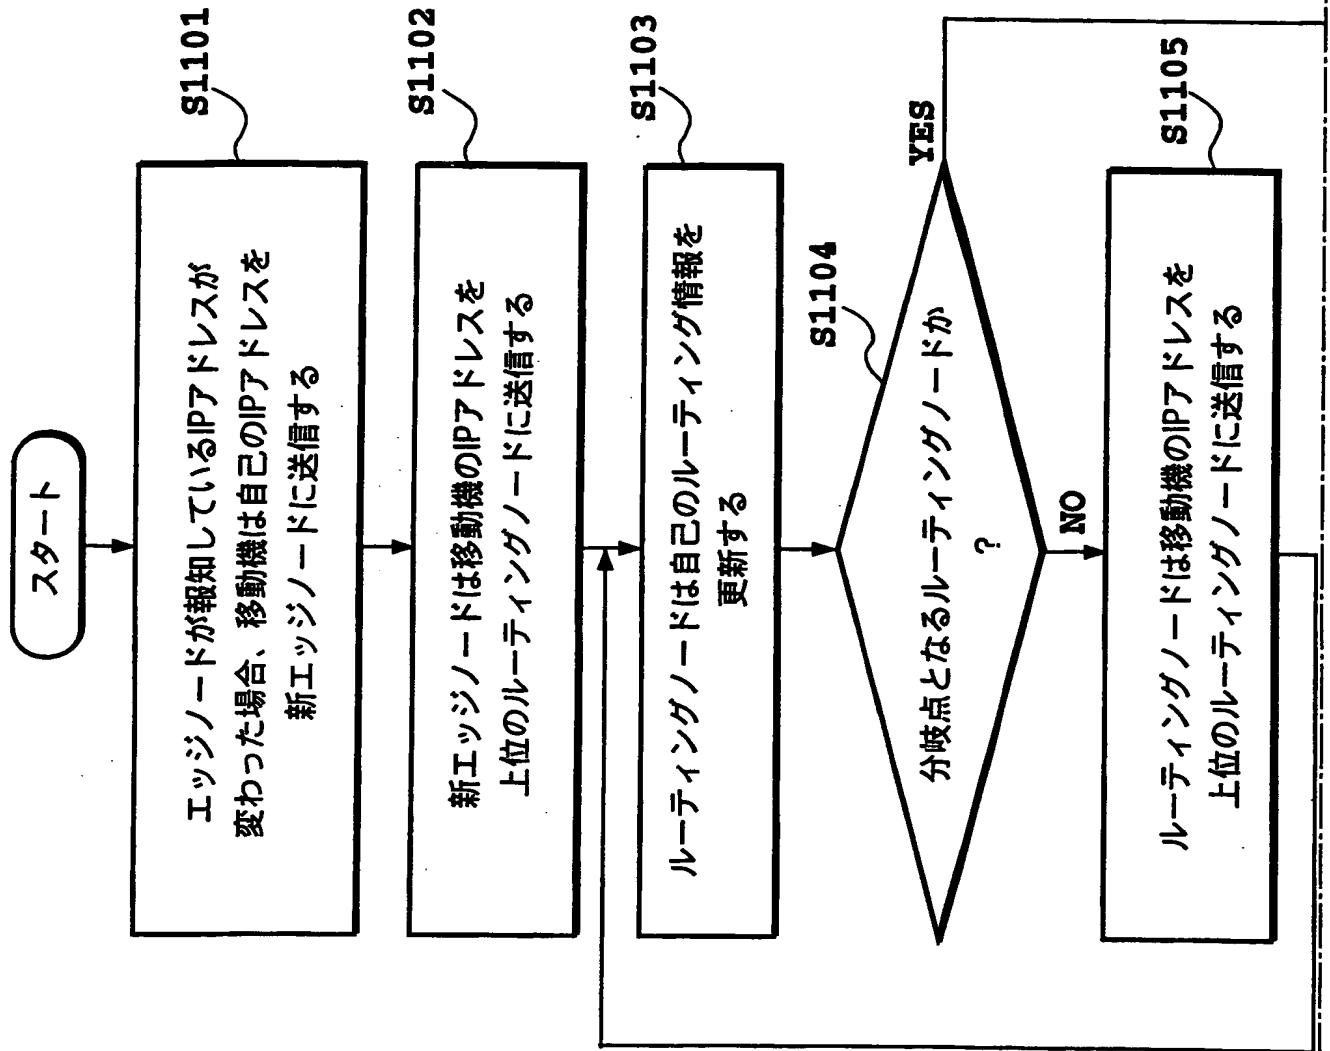 スタート
S1101
エッジノードが報知しているIPアドレスが
変わった場合、移動機は自己のIPアドレスを
新エッジノードに送信する
S1102
新エッジノードは移動機のIPアドレスを
上位のルーティングノードに送信する
S1103
ルーティングノードは自己のルーティング情報を
更新する
S1104
分岐点となるルーティングノードか
?
YES
NO
S1105
ルーティングノードは移動機のIPアドレスを
上位のルーティングノードに送信する